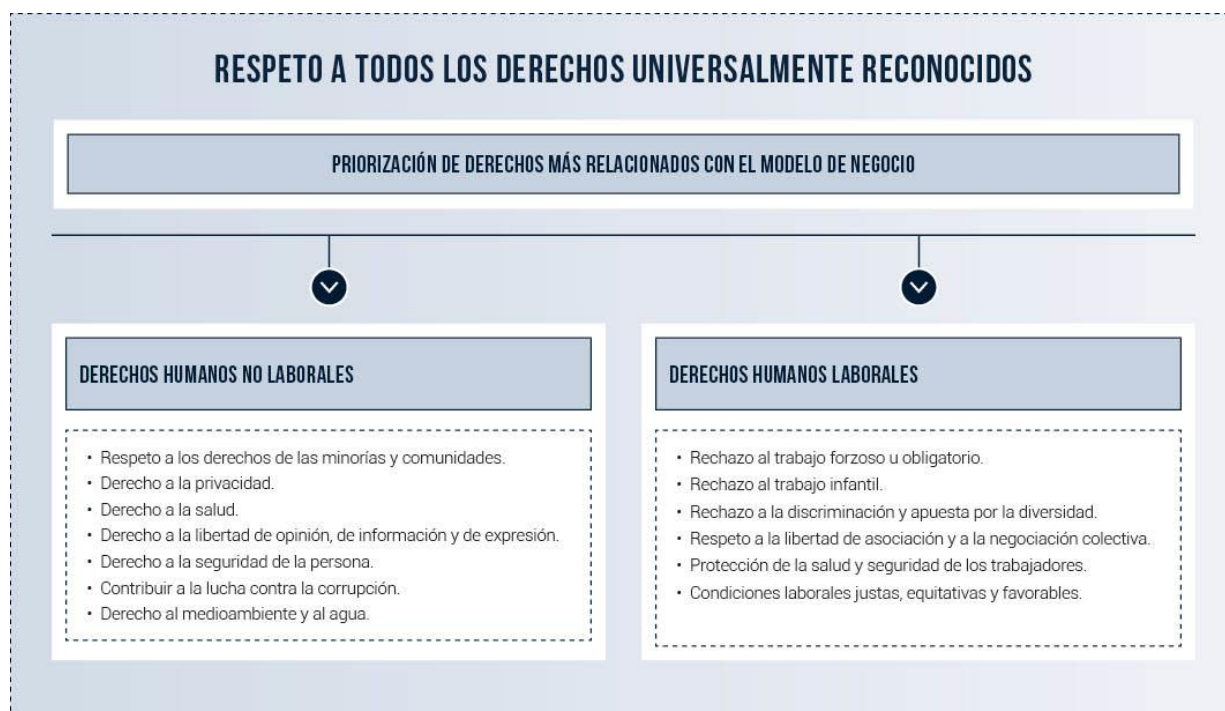 RESPETO A TODOS LOS DERECHOS UNIVERSALMENTE RECONOCIDOS
PRIORIZACIÓN DE DERECHOS MÁS RELACIONADOS CON EL MODELO DE NEGOCIO
DERECHOS HUMANOS NO LABORALES
• Respeto a los derechos de las minorías y comunidades.
• Derecho a la privacidad.
• Derecho a la salud.
• Derecho a la libertad de opinión, de información y de expresión.
• Derecho a la seguridad de la persona.
• Contribuir a la lucha contra la corrupción.
• Derecho al medioambiente y al agua.
DERECHOS HUMANOS LABORALES
• Rechazo al trabajo forzoso u obligatorio.
• Rechazo al trabajo infantil.
• Rechazo a la discriminación y apuesta por la diversidad.
• Respeto a la libertad de asociación y a la negociación colectiva.
• Protección de la salud y seguridad de los trabajadores.
• Condiciones laborales justas, equitativas y favorables.